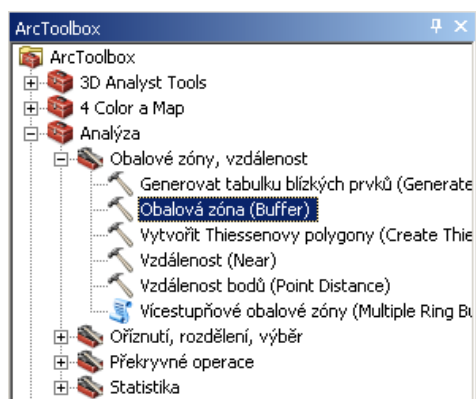 ArcToolbox
ArcToolbox
3D Analyst Tools
4 Color a Map
Analýza
Obalové zóny, vzdálenost
Generovat tabulku blízkých prvků (Generate
Obalová zóna (Buffer)
Vytvořit Thiessenovy polygony (Create Thie
Vzdálenost (Near)
Vzdálenost bodů (Point Distance)
Vícestupňové obalové zóny (Multiple Ring Bu
Oříznutí, rozdělení, výběr
Překryvné operace
Statistika